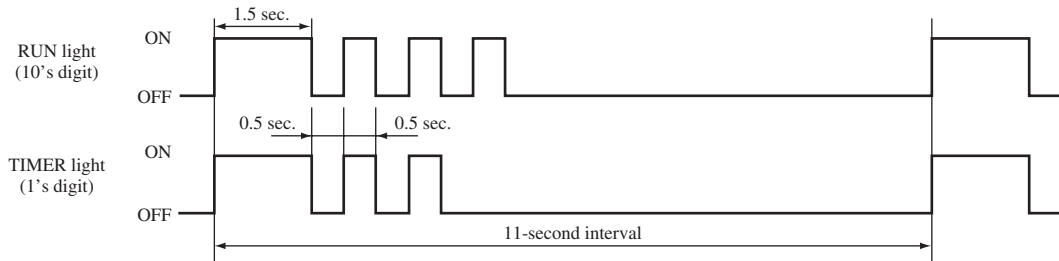 1.5 sec.
RUN light
(10's digit)
ON
OFF
0.5 sec.
0.5 sec.
TIMER light
(1's digit)
ON
OFF
11-second interval